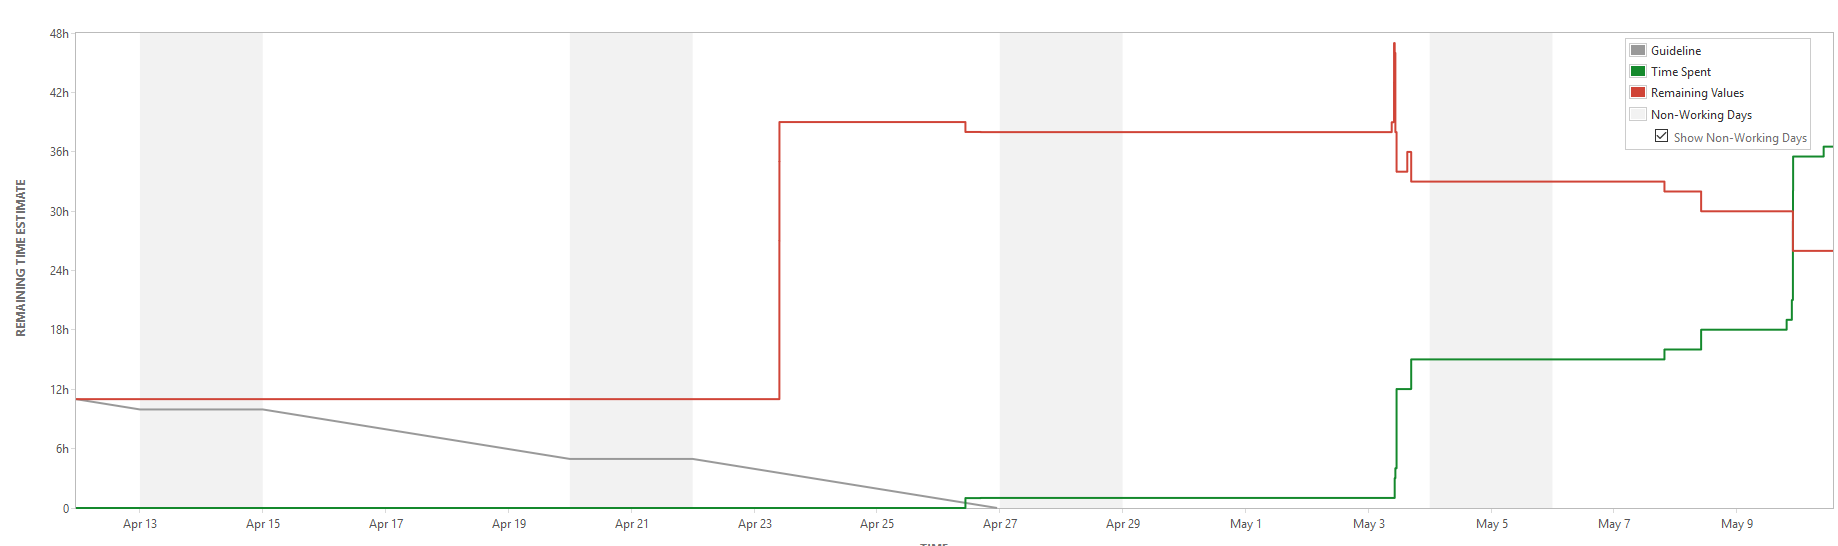 48h
42h
36h
30h
24h
18h
12h
6h
0
REMAINING TIME ESTIMATE
Guideline
Time Spent
Remaining Values
Non-Working Days
Show Non-Working Days
Apr 13 Apr 15 Apr 17 Apr 19 Apr 21 Apr 23 Apr 25 Apr 27 Apr 29 May 1 May 3 May 5 May 7 May 9
TIME